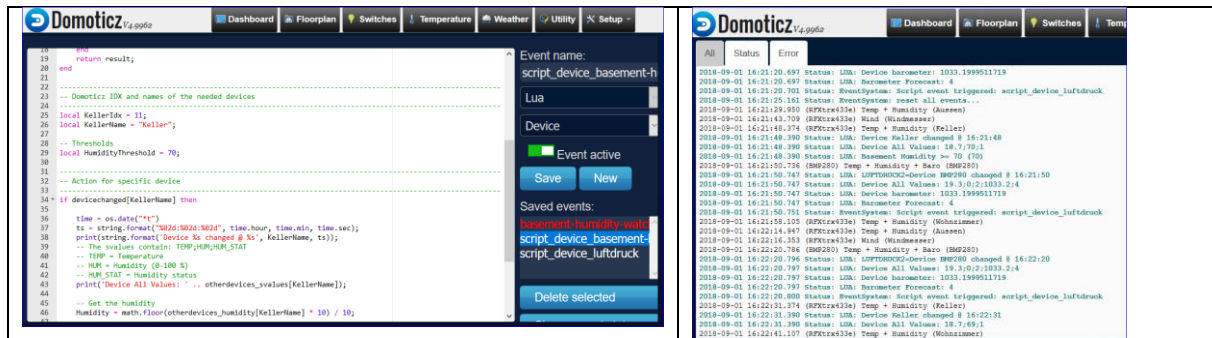 Domoticz V4.9962
Dashboard Floorplan Switches Temperature Weather Utility Setup
18 end
19 return result;
20 end
21
22
23 -- Domoticz IDX and names of the needed devices
24
25 local KellerIdx = 11;
26 local KellerName = "Keller";
27
28 -- Thresholds
29 local HumidityThreshold = 70;
30
31
32 -- Action for specific device
33
34 if devicechanged[KellerName] then
35
36 time = os.date("*t")
37 ts = string.format("%02d:%02d:%02d", time.hour, time.min, time.sec);
38 print(string.format('Device %s changed @ %s', KellerName, ts));
39 -- The svalues contain: TEMP;HUM;HUM_STAT
40 -- TEMP = Temperature
41 -- HUM = Humidity (0-100 %)
42 -- HUM_STAT = Humidity status
43 print('Device All Values: ' .. otherdevices_svalues[KellerName]);
44
45 -- Get the humidity
46 Humidity = math.floor(otherdevices_humidity[KellerName] * 10) / 10;
Event name:
script_device_basement-h
Lua
Device
Event active
Save New
Saved events:
basement-humidity-watc
script_device_basement-h
script_device_luftdruck
Delete selected
Domoticz V4.9962
Dashboard Floorplan Switches Temp
All Status Error
2018-09-01 16:21:20.697 Status: LUA: Device barometer: 1033.1999511719
2018-09-01 16:21:20.697 Status: LUA: Barometer Forecast: 4
2018-09-01 16:21:20.701 Status: EventSystem: Script event triggered: script_device_luftdruck
2018-09-01 16:21:25.161 Status: EventSystem: reset all events...
2018-09-01 16:21:29.950 (RFXtrx433e) Temp + Humidity (Aussen)
2018-09-01 16:21:43.709 (RFXtrx433e) Wind (Windmesser)
2018-09-01 16:21:48.374 (RFXtrx433e) Temp + Humidity (Keller)
2018-09-01 16:21:48.390 Status: LUA: Device Keller changed @ 16:21:48
2018-09-01 16:21:48.390 Status: LUA: Device All Values: 18.7;70;1
2018-09-01 16:21:48.390 Status: LUA: Basement Humidity >= 70 (70)
2018-09-01 16:21:50.736 (BMP280) Temp + Humidity + Baro (BMP280)
2018-09-01 16:21:50.747 Status: LUA: LUFTDRUCK2=Device BMP280 changed @ 16:21:50
2018-09-01 16:21:50.747 Status: LUA: Device All Values: 19.3;0;2;1033.2;4
2018-09-01 16:21:50.747 Status: LUA: Device barometer: 1033.1999511719
2018-09-01 16:21:50.747 Status: LUA: Barometer Forecast: 4
2018-09-01 16:21:50.751 Status: EventSystem: Script event triggered: script_device_luftdruck
2018-09-01 16:21:58.105 (RFXtrx433e) Temp + Humidity (Wohnzimmer)
2018-09-01 16:22:14.947 (RFXtrx433e) Temp + Humidity (Aussen)
2018-09-01 16:22:16.353 (RFXtrx433e) Wind (Windmesser)
2018-09-01 16:22:20.786 (BMP280) Temp + Humidity + Baro (BMP280)
2018-09-01 16:22:20.796 Status: LUA: LUFTDRUCK2=Device BMP280 changed @ 16:22:20
2018-09-01 16:22:20.797 Status: LUA: Device All Values: 19.3;0;2;1033.2;4
2018-09-01 16:22:20.797 Status: LUA: Device barometer: 1033.1999511719
2018-09-01 16:22:20.797 Status: LUA: Barometer Forecast: 4
2018-09-01 16:22:20.800 Status: EventSystem: Script event triggered: script_device_luftdruck
2018-09-01 16:22:31.374 (RFXtrx433e) Temp + Humidity (Keller)
2018-09-01 16:22:31.390 Status: LUA: Device Keller changed @ 16:22:31
2018-09-01 16:22:31.390 Status: LUA: Device All Values: 18.7;69;1
2018-09-01 16:22:41.107 (RFXtrx433e) Temp + Humidity (Wohnzimmer)